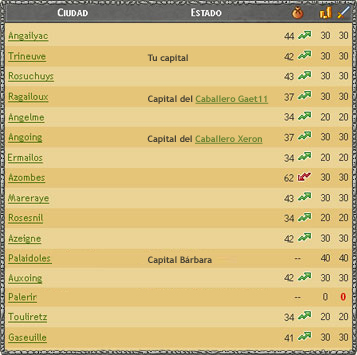 CIUDAD ESTADO
Angailyac 44 30 30
Trineuve Tu capital 42 30 30
Rosuchuys 43 30 30
Ragailoux Capital del Caballero Gaet11 37 30 30
Angelme 34 20 20
Angoing Capital del Caballero Xeron 37 30 30
Ermailos 34 20 20
Azombes 62 30 30
Mareraye 43 30 30
Rosesnil 34 20 20
Azeigne 42 30 30
Palaidoles Capital Bárbara -- 40 40
Auxoing 42 30 30
Palerir -- 0 0
Touliretz 34 20 20
Gaseuille 41 30 30